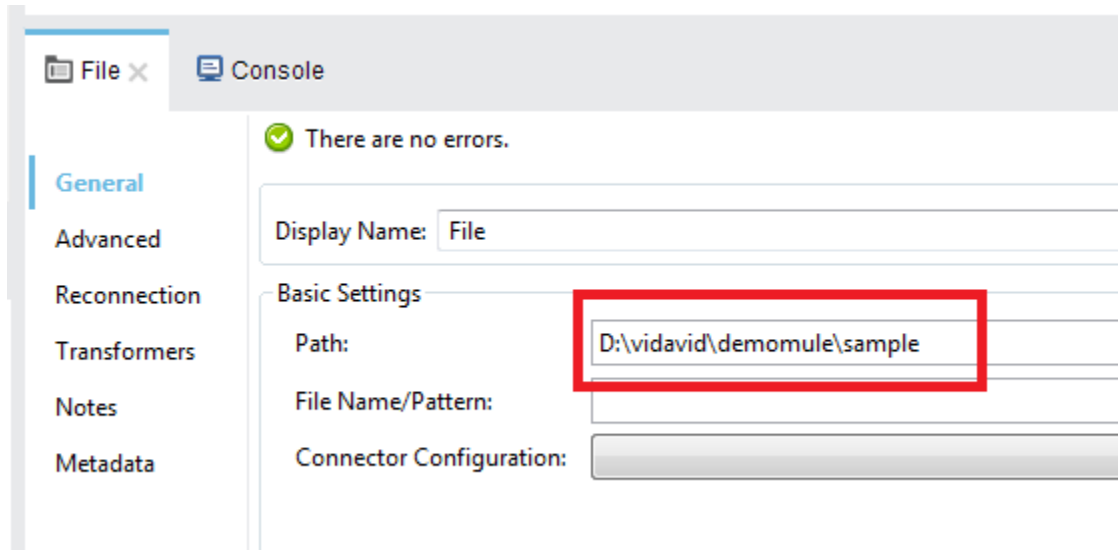 File Console
There are no errors.
General
Display Name: File
Advanced
Reconnection
Basic Settings
Path: D:\vidavid\demomule\sample
Transformers
File Name/Pattern:
Notes
Connector Configuration:
Metadata